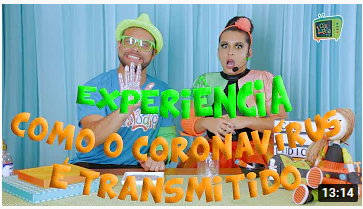 EXPERIÊNCIA
COMO O CORONAVÍRUS
É TRANSMITIDO
13:14